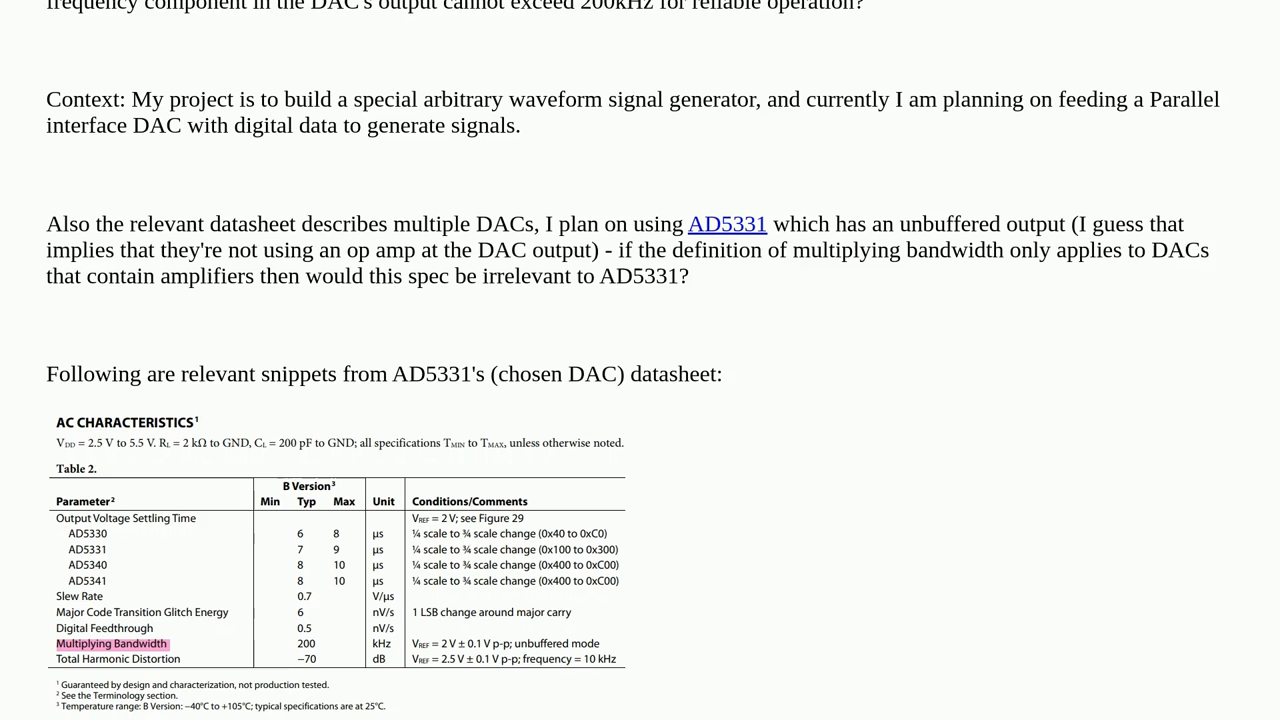 frequency component in the DAC's output cannot exceed 200kHz for reliable operation?
Context: My project is to build a special arbitrary waveform signal generator, and currently I am planning on feeding a Parallel
interface DAC with digital data to generate signals.
Also the relevant datasheet describes multiple DACs, I plan on using AD5331 which has an unbuffered output (I guess that
implies that they're not using an op amp at the DAC output) - if the definition of multiplying bandwidth only applies to DACs
that contain amplifiers then would this spec be irrelevant to AD5331?
Following are relevant snippets from AD5331's (chosen DAC) datasheet:
AC CHARACTERISTICS¹
VDD = 2.5 V to 5.5 V. RL = 2 kΩ to GND, CL = 200 pF to GND; all specifications TMIN to TMAX, unless otherwise noted.
Table 2.
B Version³
Parameter² Min Typ Max Unit Conditions/Comments
Output Voltage Settling Time VREF = 2 V; see Figure 29
AD5330 6 8 μs ¼ scale to ¾ scale change (0x40 to 0xC0)
AD5331 7 9 μs ¼ scale to ¾ scale change (0x100 to 0x300)
AD5340 8 10 μs ¼ scale to ¾ scale change (0x400 to 0xC00)
AD5341 8 10 μs ¼ scale to ¾ scale change (0x400 to 0xC00)
Slew Rate 0.7 V/μs
Major Code Transition Glitch Energy 6 nV/s 1 LSB change around major carry
Digital Feedthrough 0.5 nV/s
Multiplying Bandwidth 200 kHz VREF = 2 V ± 0.1 V p-p; unbuffered mode
Total Harmonic Distortion −70 dB VREF = 2.5 V ± 0.1 V p-p; frequency = 10 kHz
¹ Guaranteed by design and characterization, not production tested.
² See the Terminology section.
³ Temperature range: B Version: −40°C to +105°C; typical specifications are at 25°C.